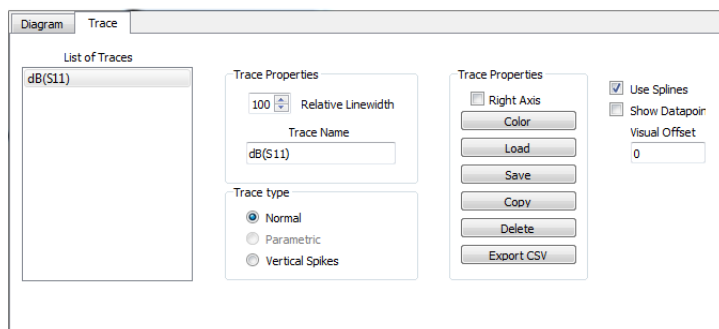 Diagram
Trace
List of Traces
dB(S11)
Trace Properties
100
Relative Linewidth
Trace Name
dB(S11)
Trace type
Normal
Parametric
Vertical Spikes
Trace Properties
Right Axis
Color
Load
Save
Copy
Delete
Export CSV
Use Splines
Show Datapoin
Visual Offset
0